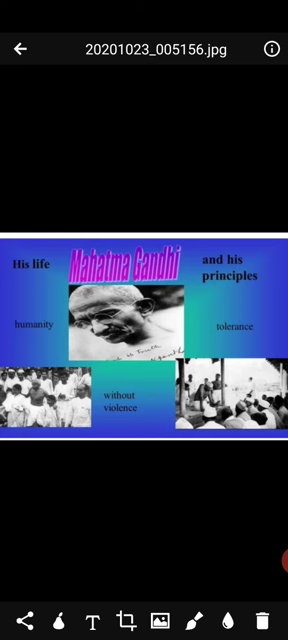 20201023_005156.jpg
His life
Mahatma Gandhi
and his
principles
humanity
tolerance
without
violence
T